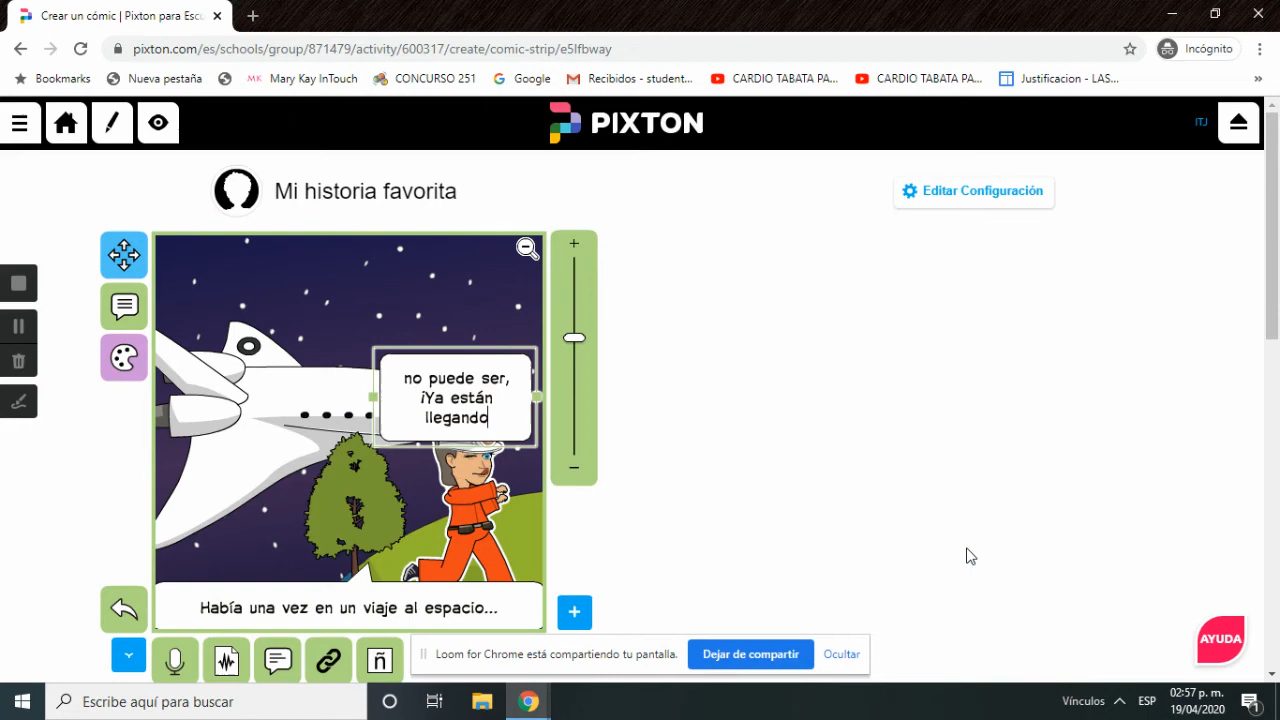 Crear un cómic | Pixton para Escu
pixton.com/es/schools/group/871479/activity/600317/create/comic-strip/e5lfbway
Incógnito
Bookmarks
Nueva pestaña
MK
Mary Kay InTouch
CONCURSO 251
Google
Recibidos - student...
CARDIO TABATA PA...
CARDIO TABATA PA...
Justificacion - LAS...
»
PIXTON
ITJ
Mi historia favorita
Editar Configuración
no puede ser,
¡Ya están
llegando
Había una vez en un viaje al espacio...
ñ
Loom for Chrome está compartiendo tu pantalla.
Dejar de compartir
Ocultar
AYUDA
Escribe aquí para buscar
Vínculos
ESP
02:57 p. m.
19/04/2020
1